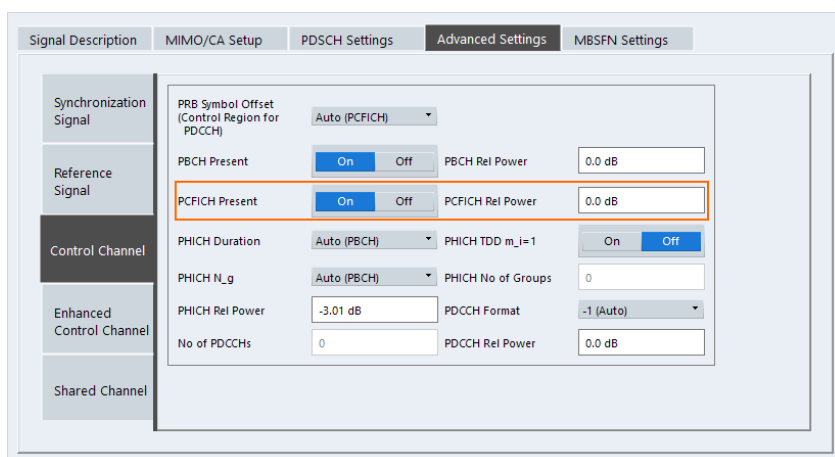 Signal Description MIMO/CA Setup PDSCH Settings Advanced Settings MBSFN Settings
Synchronization
Signal
Reference
Signal
Control Channel
Enhanced
Control Channel
Shared Channel
PRB Symbol Offset
(Control Region for
PDCCH)
Auto (PCFICH)
PBCH Present On Off PBCH Rel Power 0.0 dB
PCFICH Present On Off PCFICH Rel Power 0.0 dB
PHICH Duration Auto (PBCH) PHICH TDD m_i=1 On Off
PHICH N_g Auto (PBCH) PHICH No of Groups 0
PHICH Rel Power -3.01 dB PDCCH Format -1 (Auto)
No of PDCCHs 0 PDCCH Rel Power 0.0 dB